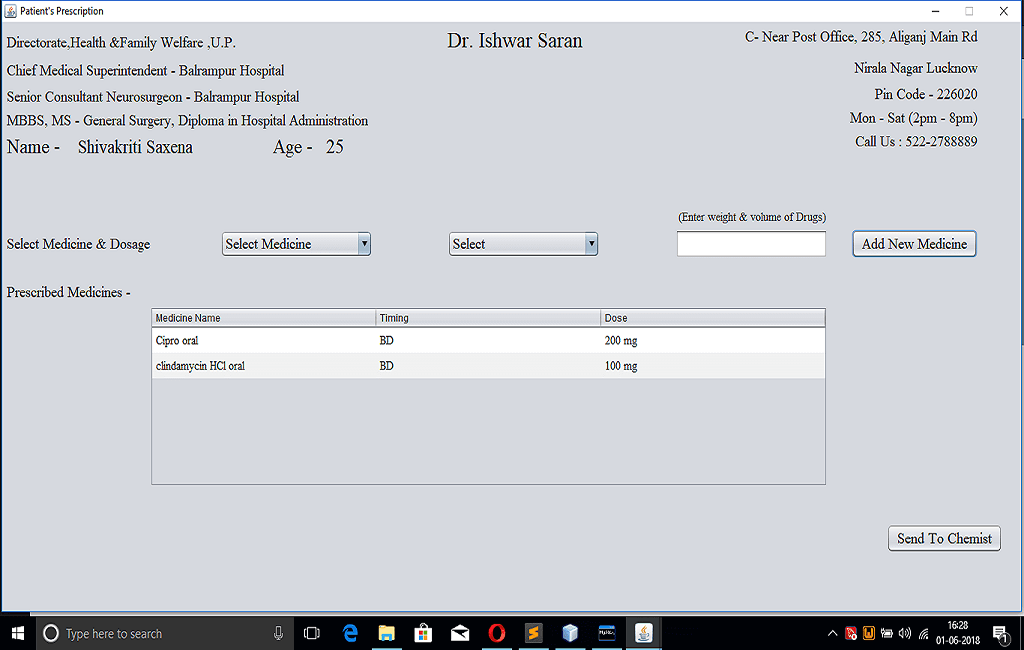 Patient's Prescription
Directorate,Health &Family Welfare ,U.P.
Dr. Ishwar Saran
C- Near Post Office, 285, Aliganj Main Rd
Chief Medical Superintendent - Balrampur Hospital
Nirala Nagar Lucknow
Senior Consultant Neurosurgeon - Balrampur Hospital
Pin Code - 226020
MBBS, MS - General Surgery, Diploma in Hospital Administration
Mon - Sat (2pm - 8pm)
Name - Shivakriti Saxena Age - 25
Call Us : 522-2788889
(Enter weight & volume of Drugs)
Select Medicine & Dosage Select Medicine Select Add New Medicine
Prescribed Medicines -
Medicine Name Timing Dose
Cipro oral BD 200 mg
clindamycin HCl oral BD 100 mg
Send To Chemist
Type here to search
16:28
01-06-2018
1